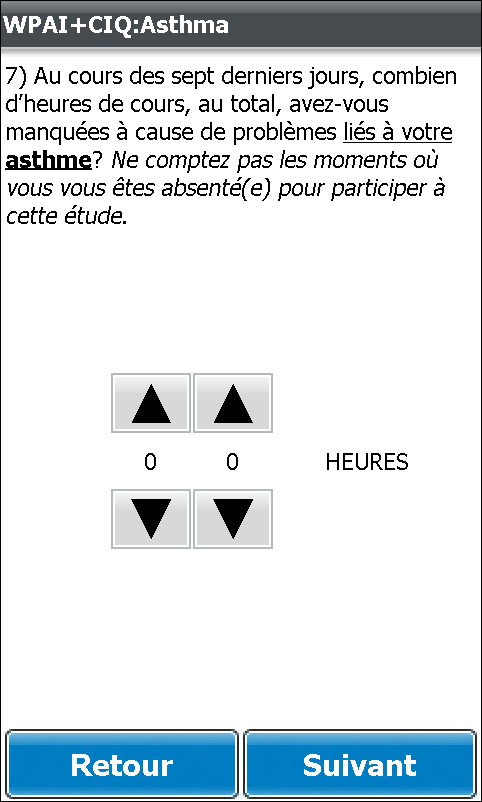 WPAI+CIQ:Asthma
7) Au cours des sept derniers jours, combien
d’heures de cours, au total, avez-vous
manquées à cause de problèmes liés à votre
asthme? Ne comptez pas les moments où
vous vous êtes absenté(e) pour participer à
cette étude.
0 0 HEURES
Retour Suivant